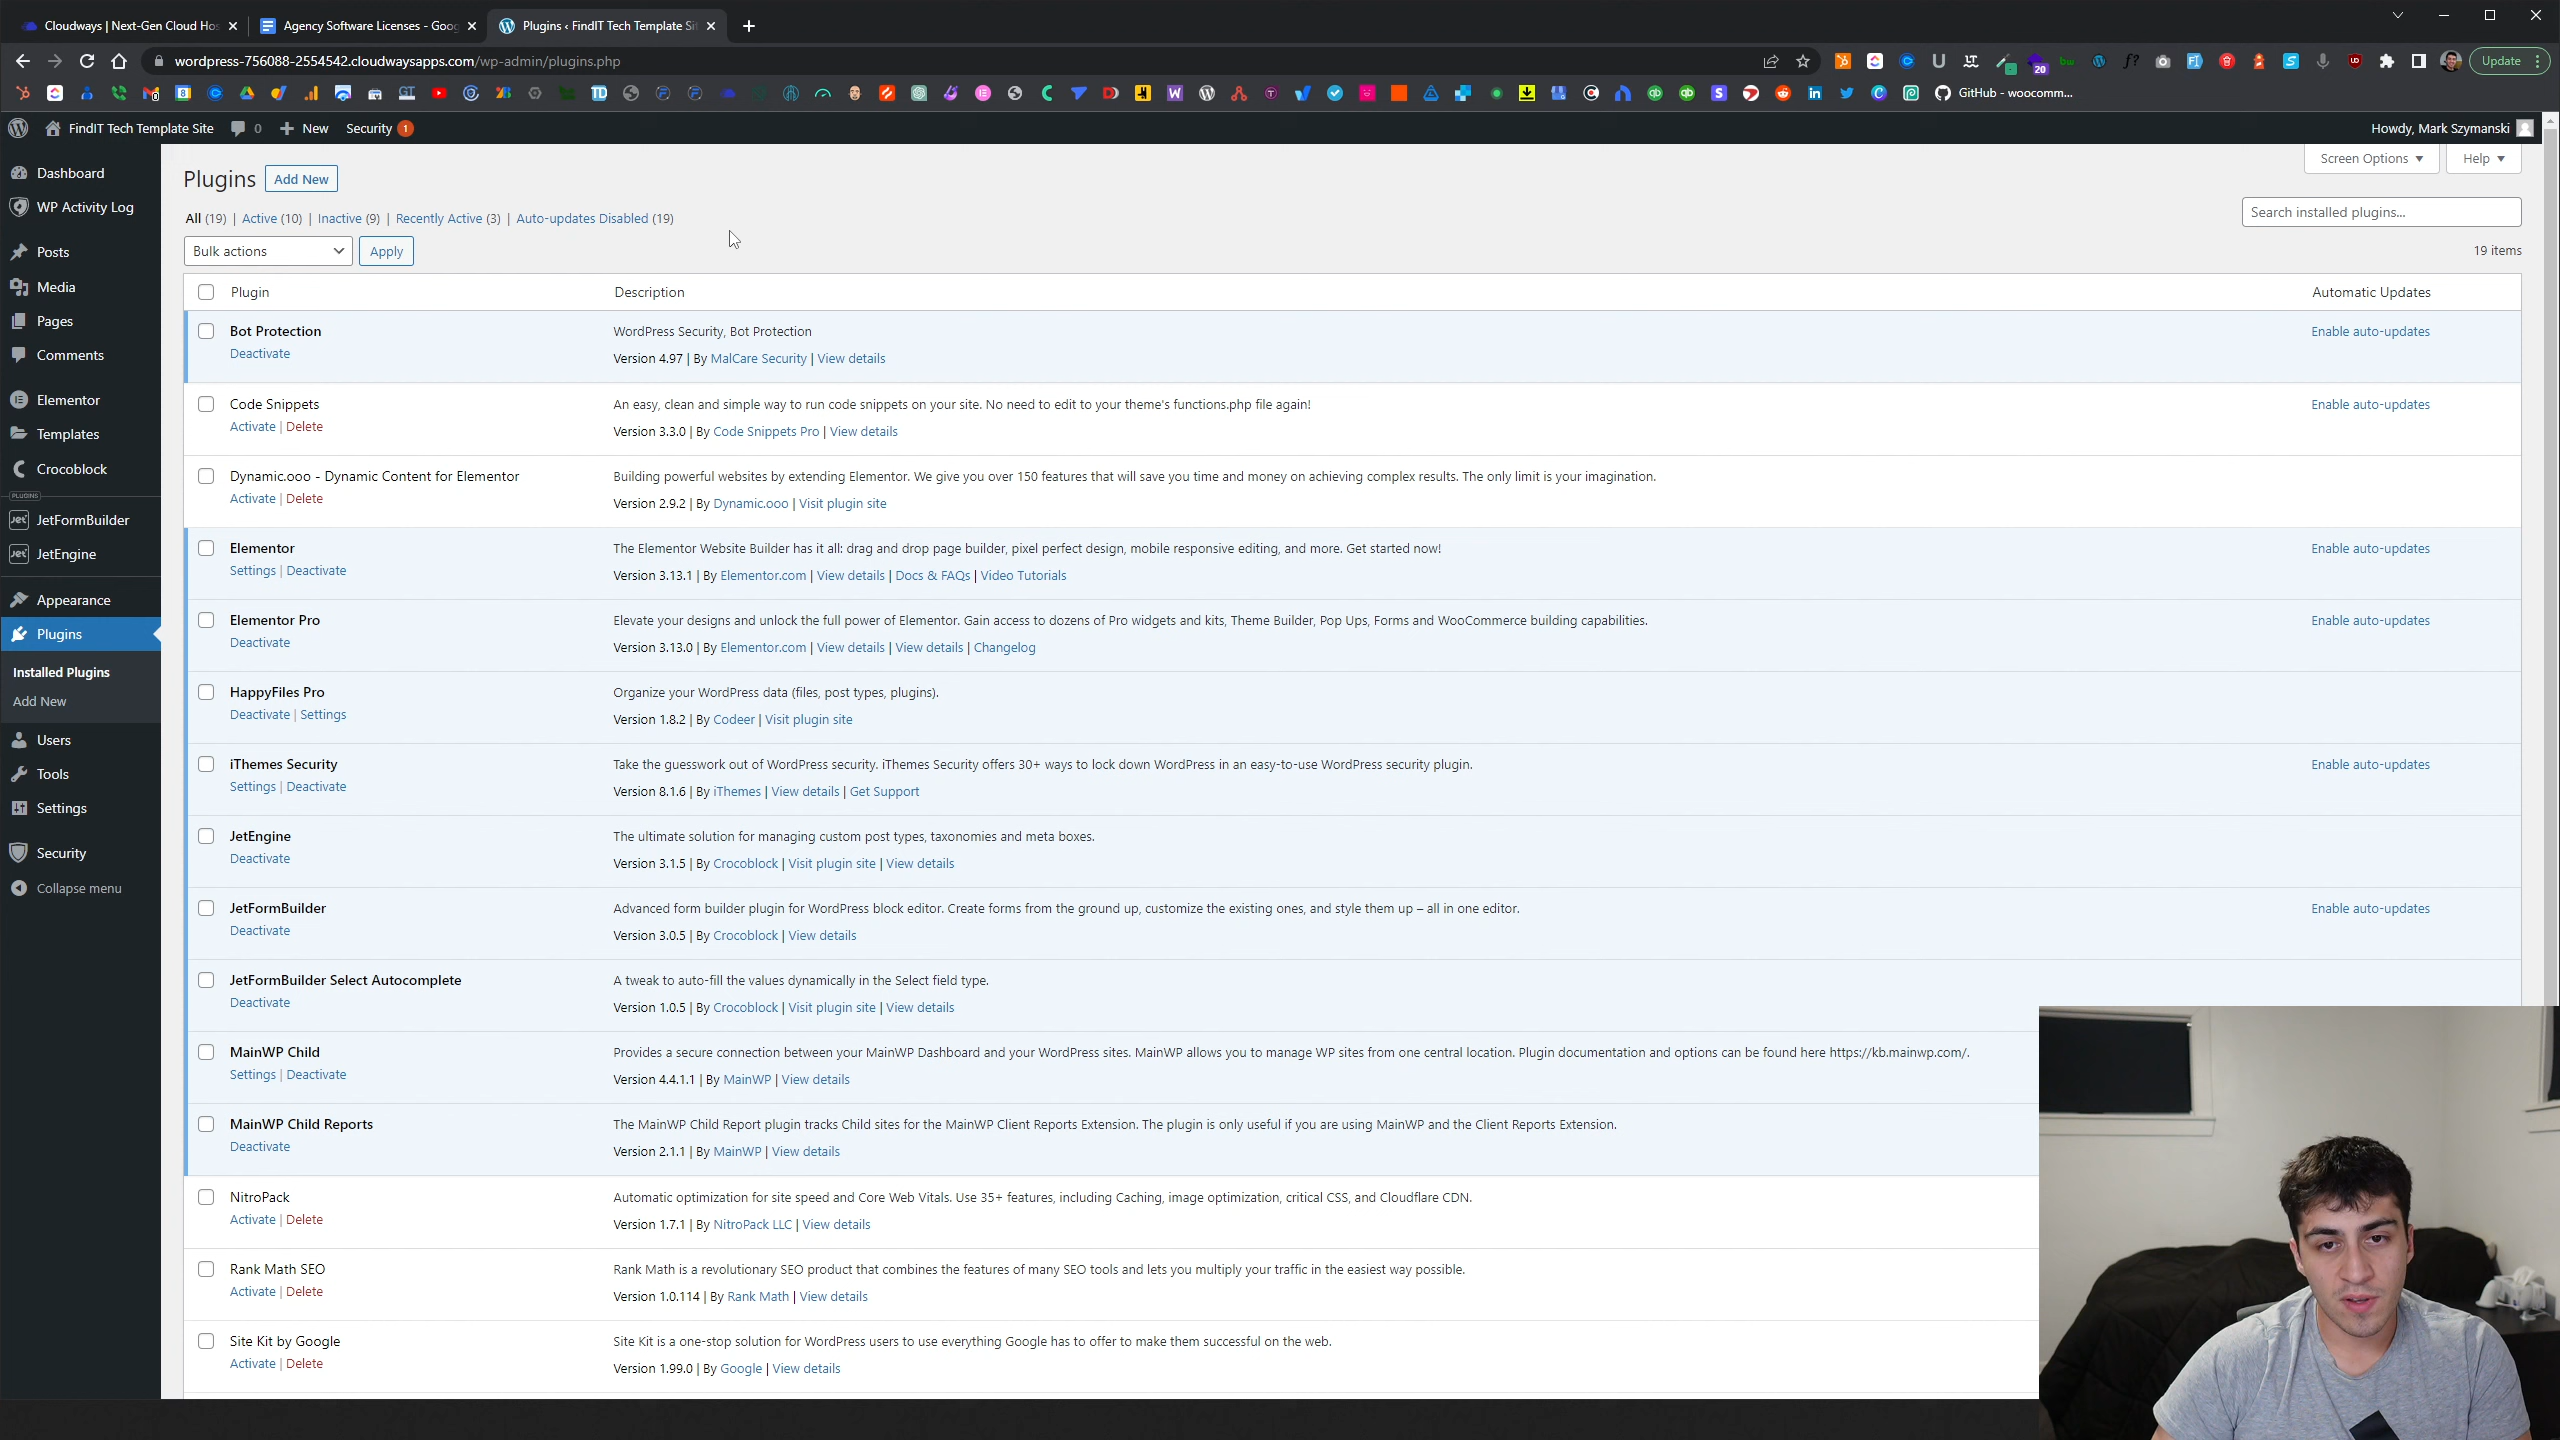 Cloudways | Next-Gen Cloud Hos
Agency Software Licenses - Goog
Plugins ‹ FindIT Tech Template Si
wordpress-756088-2554542.cloudwaysapps.com/wp-admin/plugins.php
20
Update
GitHub - woocomm...
FindIT Tech Template Site
0
New
Security 1
Howdy, Mark Szymanski
Dashboard
WP Activity Log
Posts
Media
Pages
Comments
Elementor
Templates
Crocoblock
PLUGINS
JetFormBuilder
JetEngine
Appearance
Plugins
Installed Plugins
Add New
Users
Tools
Settings
Security
Collapse menu
Screen Options
Help
Plugins
Add New
All (19) | Active (10) | Inactive (9) | Recently Active (3) | Auto-updates Disabled (19)
Search installed plugins...
Bulk actions
Apply
19 items
Plugin
Description
Automatic Updates
Bot Protection
Deactivate
WordPress Security, Bot Protection
Version 4.97 | By MalCare Security | View details
Enable auto-updates
Code Snippets
Activate | Delete
An easy, clean and simple way to run code snippets on your site. No need to edit to your theme's functions.php file again!
Version 3.3.0 | By Code Snippets Pro | View details
Enable auto-updates
Dynamic.ooo - Dynamic Content for Elementor
Activate | Delete
Building powerful websites by extending Elementor. We give you over 150 features that will save you time and money on achieving complex results. The only limit is your imagination.
Version 2.9.2 | By Dynamic.ooo | Visit plugin site
Elementor
Settings | Deactivate
The Elementor Website Builder has it all: drag and drop page builder, pixel perfect design, mobile responsive editing, and more. Get started now!
Version 3.13.1 | By Elementor.com | View details | Docs & FAQs | Video Tutorials
Enable auto-updates
Elementor Pro
Deactivate
Elevate your designs and unlock the full power of Elementor. Gain access to dozens of Pro widgets and kits, Theme Builder, Pop Ups, Forms and WooCommerce building capabilities.
Version 3.13.0 | By Elementor.com | View details | View details | Changelog
Enable auto-updates
HappyFiles Pro
Deactivate | Settings
Organize your WordPress data (files, post types, plugins).
Version 1.8.2 | By Codeer | Visit plugin site
iThemes Security
Settings | Deactivate
Take the guesswork out of WordPress security. iThemes Security offers 30+ ways to lock down WordPress in an easy-to-use WordPress security plugin.
Version 8.1.6 | By iThemes | View details | Get Support
Enable auto-updates
JetEngine
Deactivate
The ultimate solution for managing custom post types, taxonomies and meta boxes.
Version 3.1.5 | By Crocoblock | Visit plugin site | View details
JetFormBuilder
Deactivate
Advanced form builder plugin for WordPress block editor. Create forms from the ground up, customize the existing ones, and style them up – all in one editor.
Version 3.0.5 | By Crocoblock | View details
Enable auto-updates
JetFormBuilder Select Autocomplete
Deactivate
A tweak to auto-fill the values dynamically in the Select field type.
Version 1.0.5 | By Crocoblock | Visit plugin site | View details
MainWP Child
Settings | Deactivate
Provides a secure connection between your MainWP Dashboard and your WordPress sites. MainWP allows you to manage WP sites from one central location. Plugin documentation and options can be found here https://kb.mainwp.com/.
Version 4.4.1.1 | By MainWP | View details
MainWP Child Reports
Deactivate
The MainWP Child Report plugin tracks Child sites for the MainWP Client Reports Extension. The plugin is only useful if you are using MainWP and the Client Reports Extension.
Version 2.1.1 | By MainWP | View details
NitroPack
Activate | Delete
Automatic optimization for site speed and Core Web Vitals. Use 35+ features, including Caching, image optimization, critical CSS, and Cloudflare CDN.
Version 1.7.1 | By NitroPack LLC | View details
Rank Math SEO
Activate | Delete
Rank Math is a revolutionary SEO product that combines the features of many SEO tools and lets you multiply your traffic in the easiest way possible.
Version 1.0.114 | By Rank Math | View details
Site Kit by Google
Activate | Delete
Site Kit is a one-stop solution for WordPress users to use everything Google has to offer to make them successful on the web.
Version 1.99.0 | By Google | View details